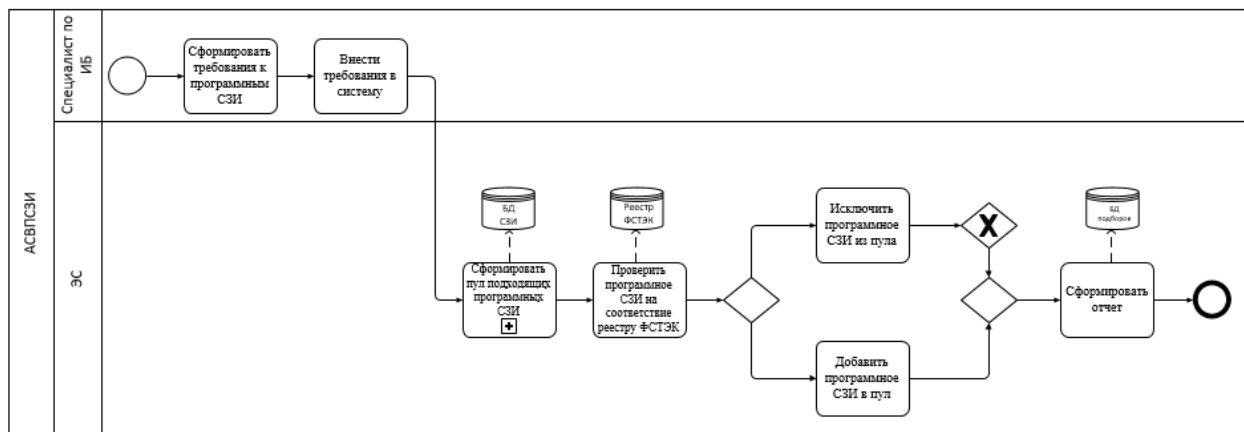 АСВПСЗИ
Специалист по
ИБ
Сформировать
требования к
программным
СЗИ
Внести
требования в
систему
ЭС
БД
СЗИ
Сформировать
пул подходящих
программных
СЗИ
Реестр
ФСТЭК
Проверить
программное
СЗИ на
соответствие
реестру ФСТЭК
Исключить
программное
СЗИ из пула
X
Добавить
программное
СЗИ в пул
БД
подборов
Сформировать
отчет